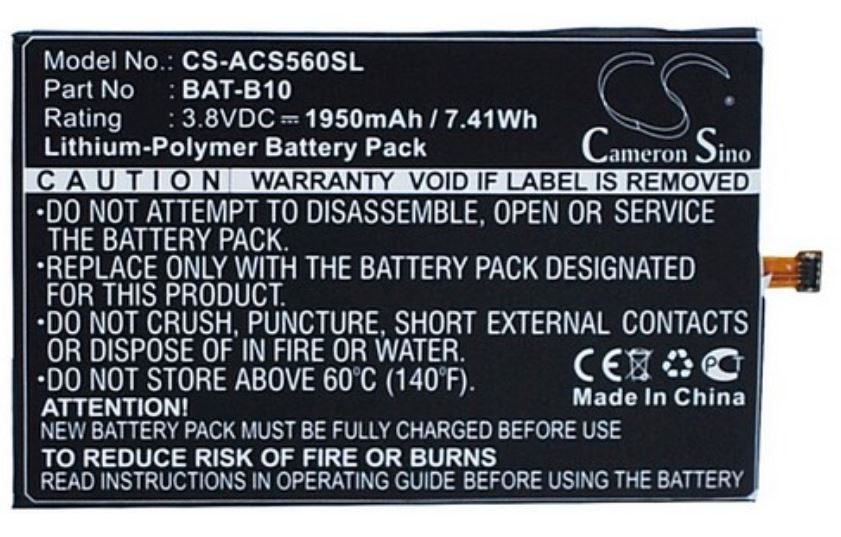 Model No.: CS-ACS560SL
Part No : BAT-B10
Rating : 3.8VDC ⎓ 1950mAh / 7.41Wh
Lithium-Polymer Battery Pack
CS
Cameron Sino
CAUTION WARRANTY VOID IF LABEL IS REMOVED
•DO NOT ATTEMPT TO DISASSEMBLE, OPEN OR SERVICE
THE BATTERY PACK.
•REPLACE ONLY WITH THE BATTERY PACK DESIGNATED
FOR THIS PRODUCT.
•DO NOT CRUSH, PUNCTURE, SHORT EXTERNAL CONTACTS
OR DISPOSE OF IN FIRE OR WATER.
•DO NOT STORE ABOVE 60°C (140°F).
CE PCT
Made In China
ATTENTION!
NEW BATTERY PACK MUST BE FULLY CHARGED BEFORE USE
TO REDUCE RISK OF FIRE OR BURNS
READ INSTRUCTIONS IN OPERATING GUIDE BEFORE USING THE BATTERY